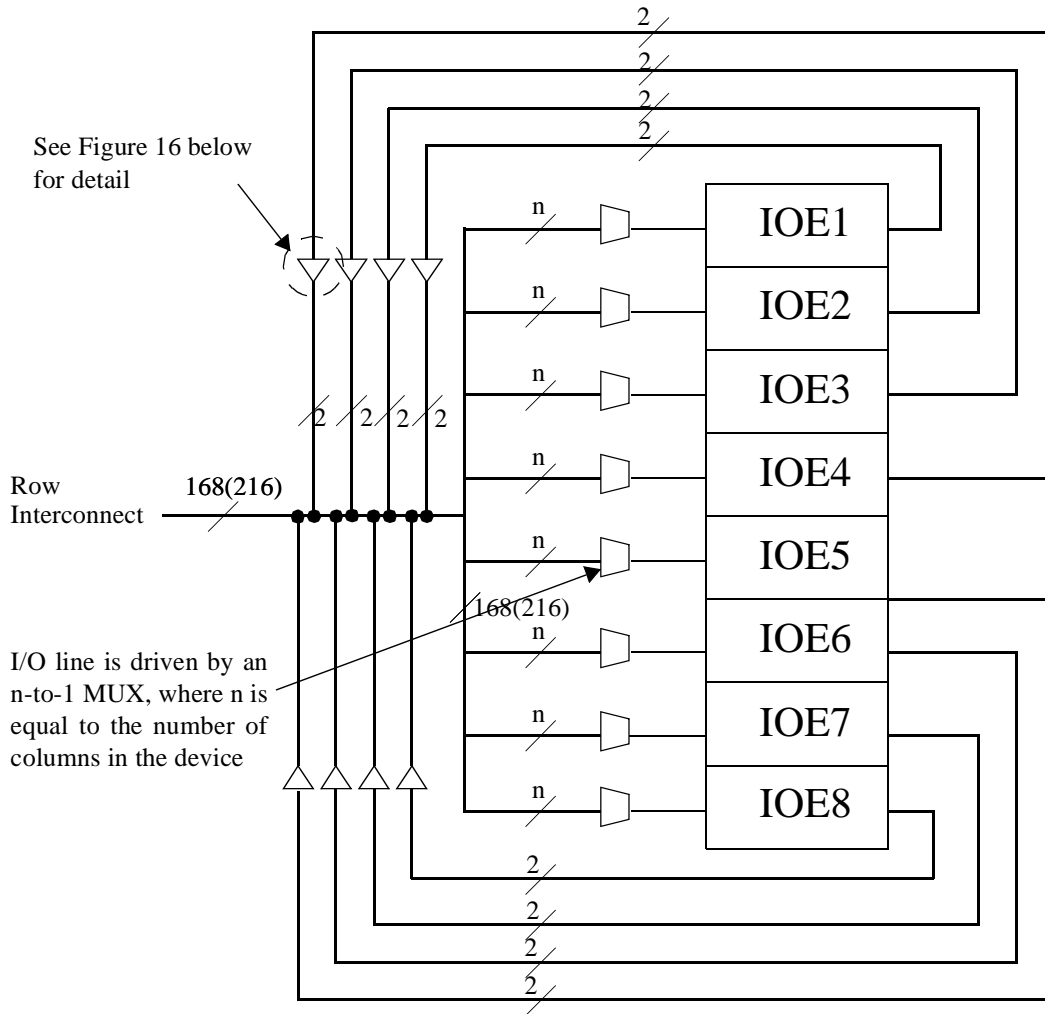 2
2
2
2
See Figure 16 below
for detail
n
IOE1
n
IOE2
n
IOE3
2
2
2
2
n
IOE4
Row
Interconnect
168(216)
n
IOE5
168(216)
n
IOE6
I/O line is driven by an
n-to-1 MUX, where n is
equal to the number of
columns in the device
n
IOE7
n
IOE8
2
2
2
2